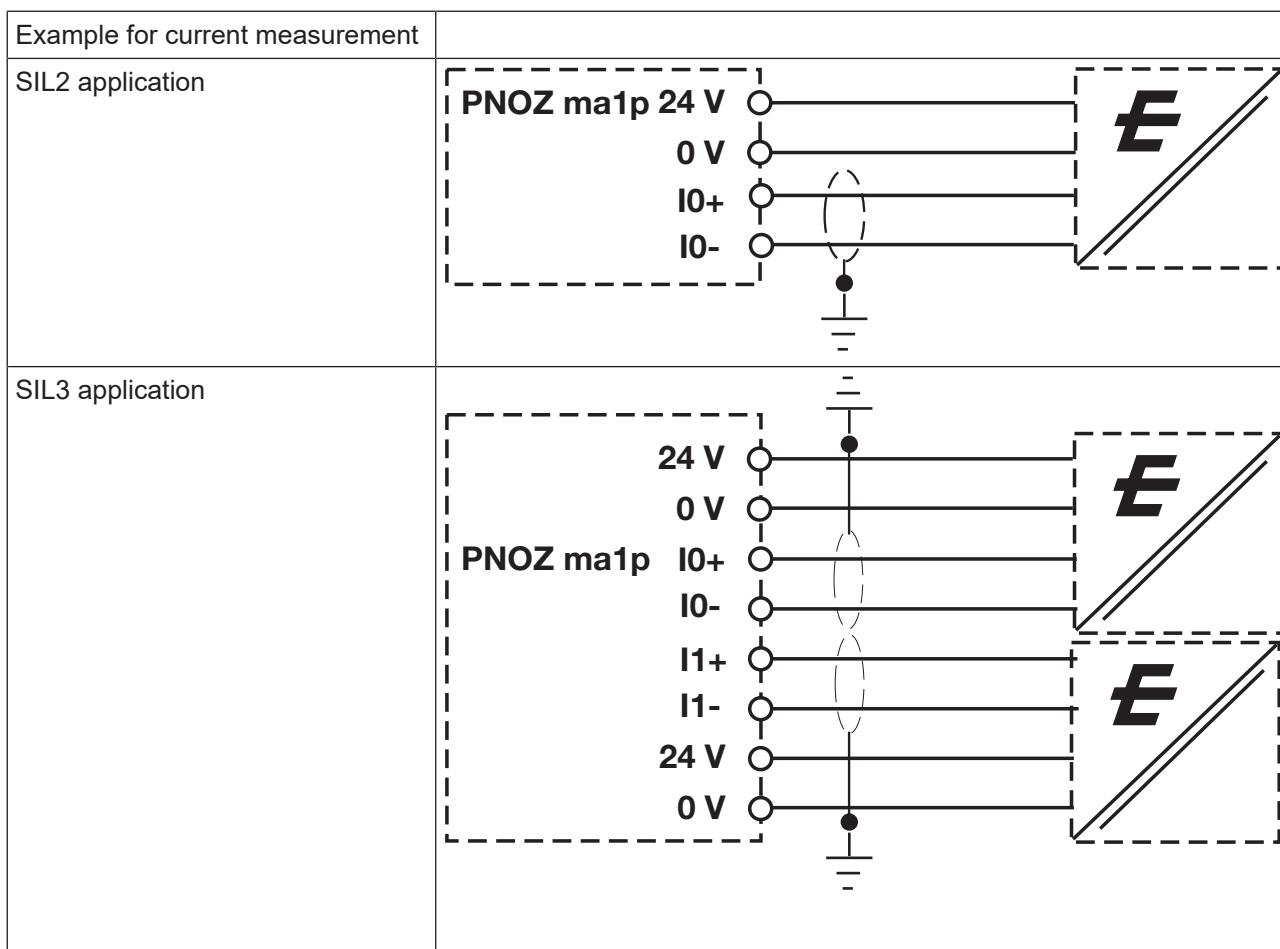 Example for current measurement
SIL2 application
PNOZ ma1p 24 V
0 V
I0+
I0-
SIL3 application
24 V
0 V
PNOZ ma1p I0+
I0-
I1+
I1-
24 V
0 V